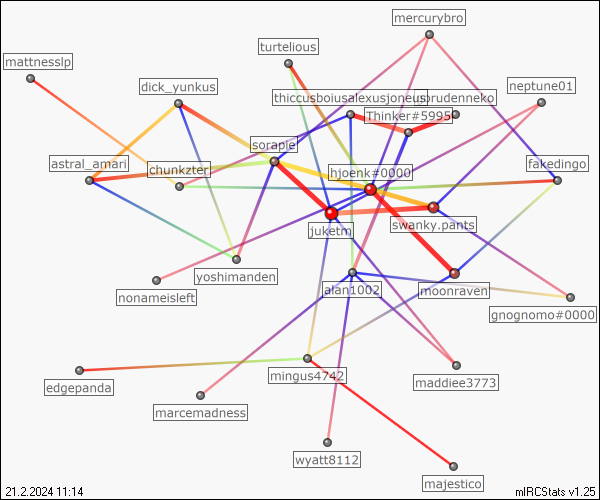 mercurybro
turtelious
mattnesslp
dick_yunkus
neptune01
thiccusboiusalexusjoneus
prudenneko
Thinker#5995
soraple
astral_amari
chunkzter
fakedingo
hjoenk#0000
juketm
swanky.pants
yoshimanden
nonameisleft
alan1002
moonraven
gnognomo#0000
mingus4742
edgepanda
maddiee3773
marcemadness
wyatt8112
majestico
21.2.2024 11:14
mIRCStats v1.25